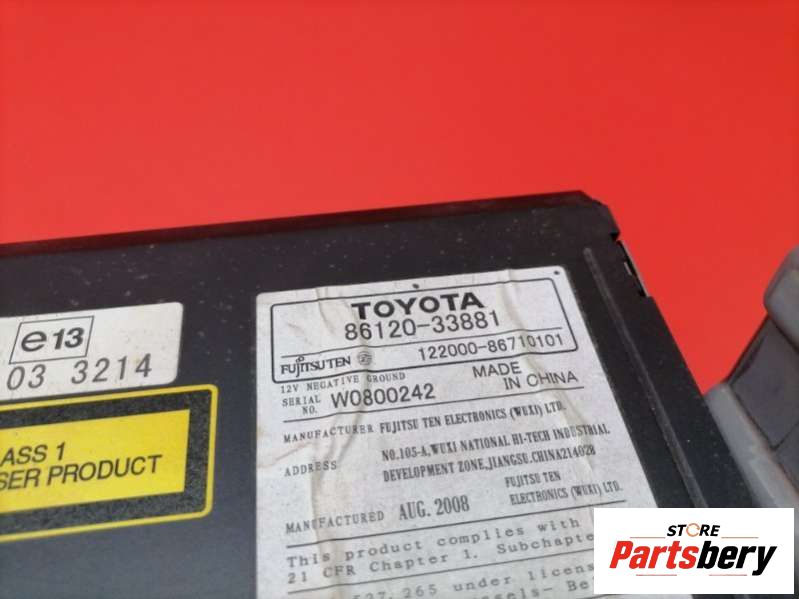 TOYOTA
86120-33881
FUJITSU TEN
122000-86710101
12V NEGATIVE GROUND
SERIAL NO. W0800242
MADE IN CHINA
MANUFACTURER FUJITSU TEN ELECTRONICS (WUXI) LTD.
ADDRESS NO.105-A,WUXI NATIONAL HI-TECH INDUSTRIAL
DEVELOPMENT ZONE,JIANGSU,CHINA214028
MANUFACTURED AUG. 2008
FUJITSU TEN
ELECTRONICS (WUXI) LTD.
This product complies with
21 CFR Chapter 1. Subchapte
265 under licens
e13
03 3214
ASS 1
SER PRODUCT
STORE
Partsbery